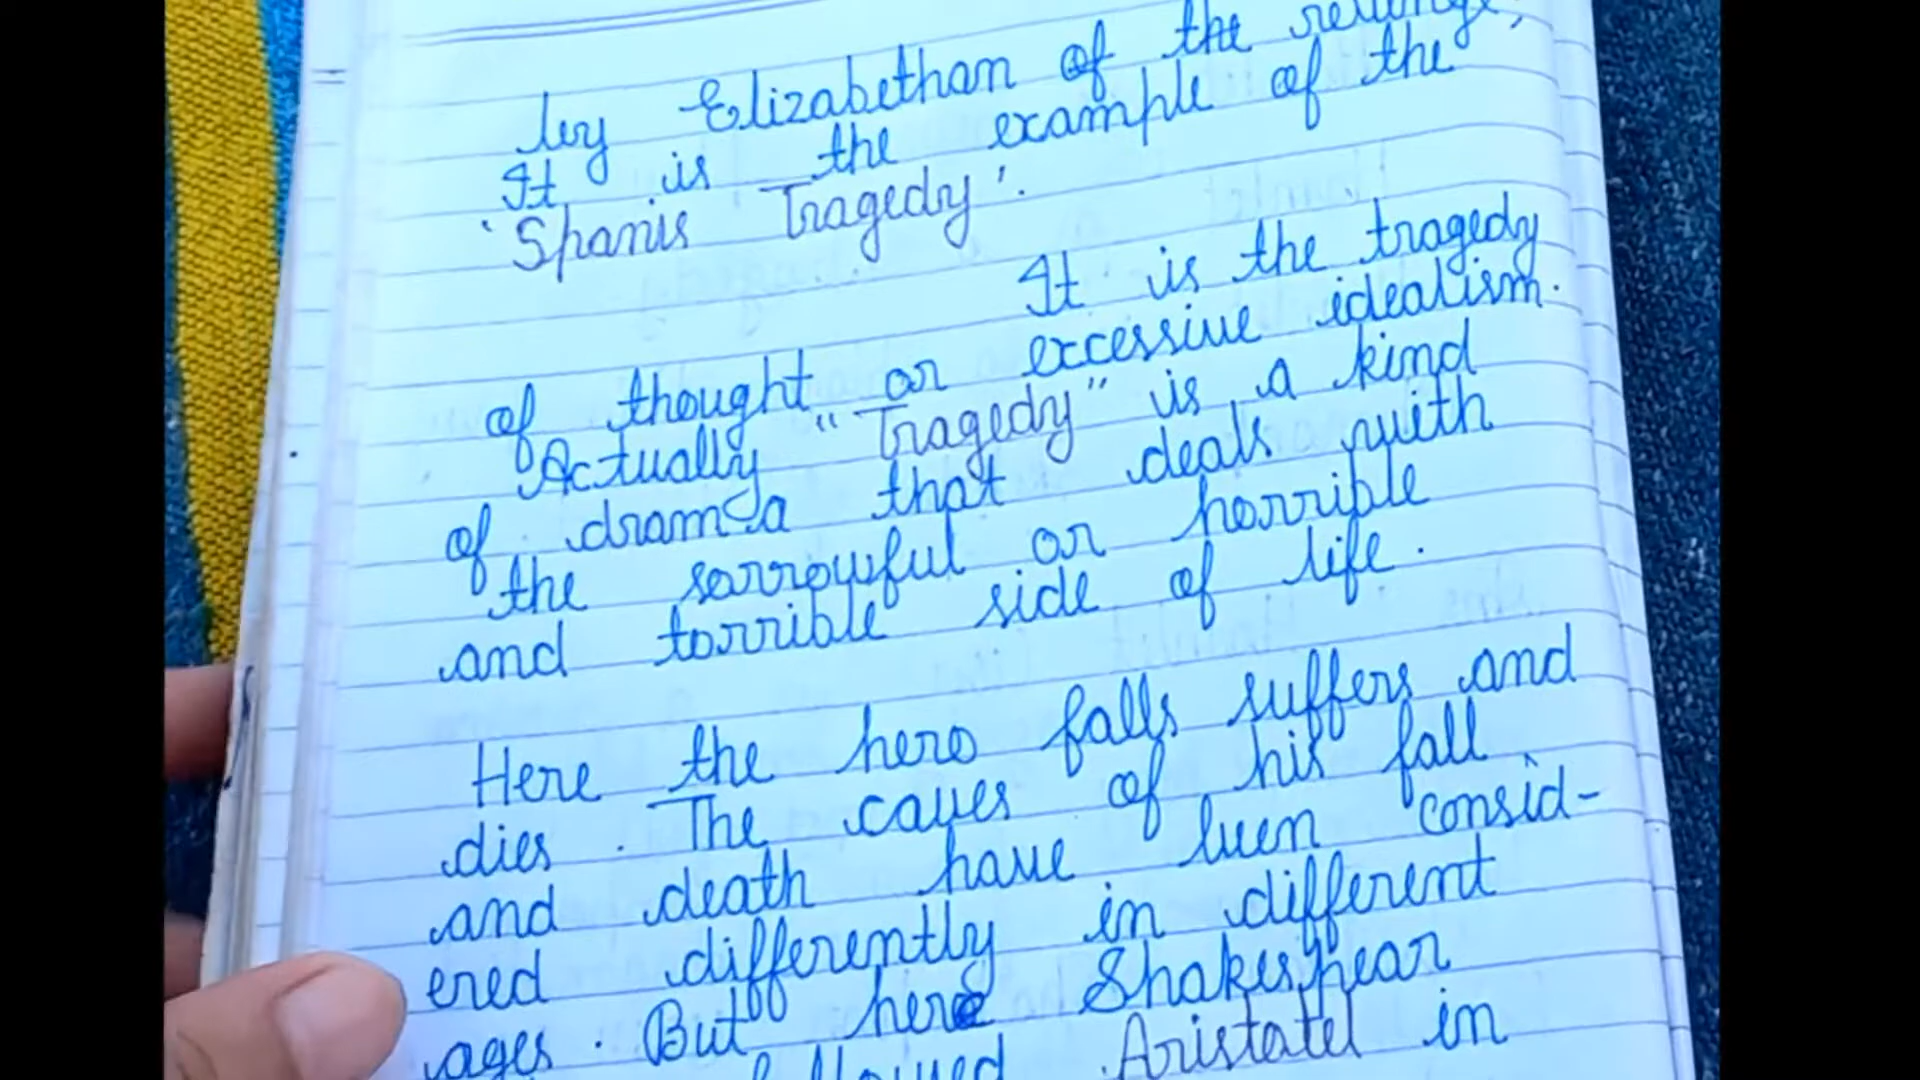 by Elizabethan of the revenge,
It is the example of the
'Spanis Tragedy'.
It is the tragedy
of thought or excessive idealism.
Actually "Tragedy" is a kind
of drama that deals with
the sorrowful or horrible
and torrible side of life.
Here the hero falls suffers and
dies. The caues of his fall
and death have been consid-
ered differently in different
ages. But here Shakespear
Aristatel in